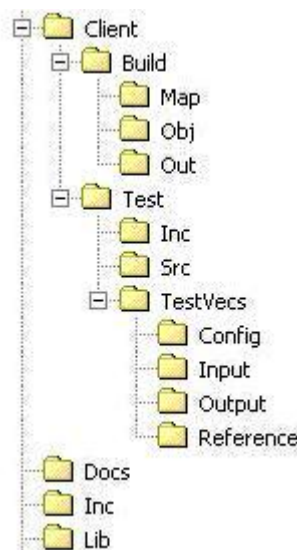 Client
Build
Map
Obj
Out
Test
Inc
Src
TestVecs
Config
Input
Output
Reference
Docs
Inc
Lib